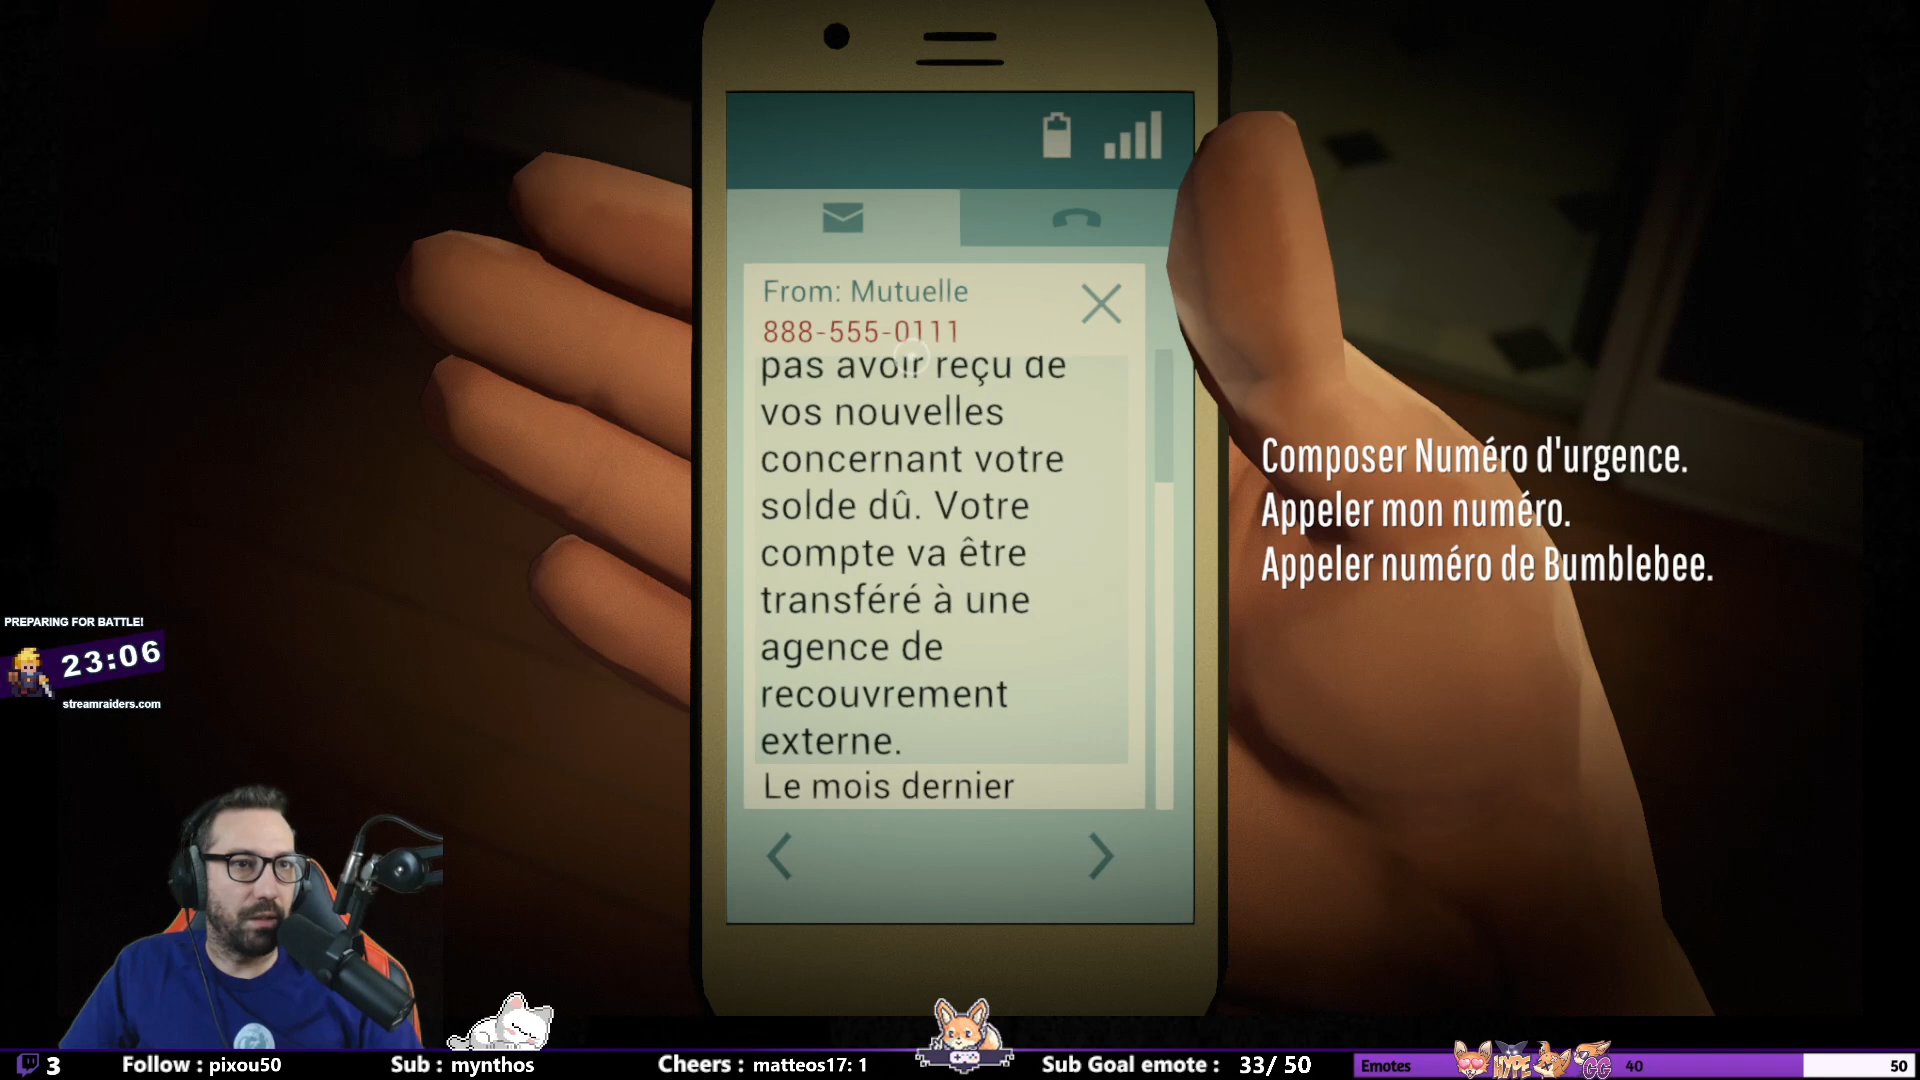 From: Mutuelle
888-555-0111
pas avoir reçu de
vos nouvelles
concernant votre
solde dû. Votre
compte va être
transféré à une
agence de
recouvrement
externe.
Le mois dernier
Composer Numéro d'urgence.
Appeler mon numéro.
Appeler numéro de Bumblebee.
PREPARING FOR BATTLE!
23:06
streamraiders.com
3
Follow : pixou50
Sub : mynthos
Cheers : matteos17: 1
Sub Goal emote : 33/ 50
Emotes
HYPE
GG
40
50